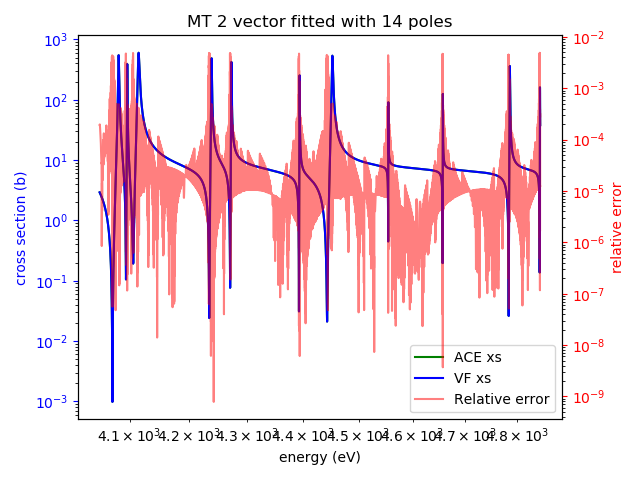 MT 2 vector fitted with 14 poles
cross section (b)
10³
10²
10¹
10⁰
10⁻¹
10⁻²
10⁻³
10⁻²
10⁻³
10⁻⁴
10⁻⁵
10⁻⁶
10⁻⁷
10⁻⁸
10⁻⁹
relative error
ACE xs
VF xs
Relative error
4.1 × 10³ 4.2 × 10³ 4.3 × 10³ 4.4 × 10³ 4.5 × 10³ 4.6 × 10³ 4.7 × 10³ 4.8 × 10³
energy (eV)